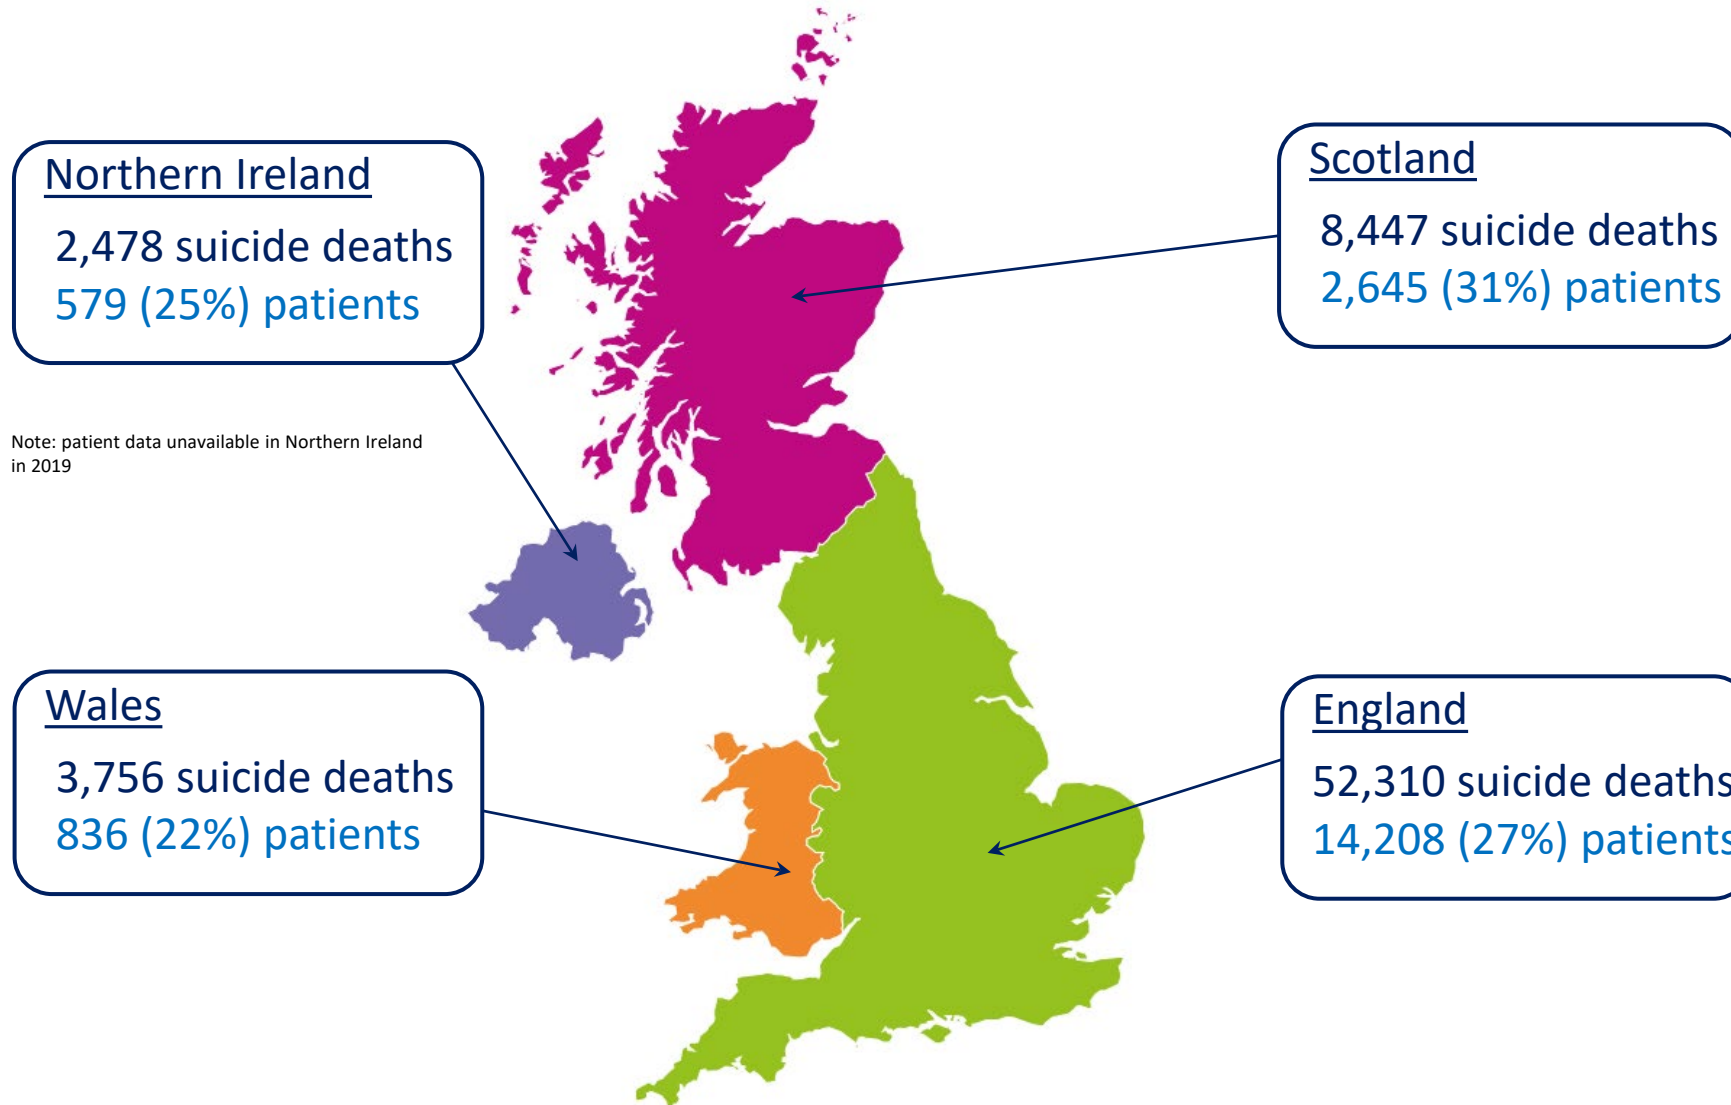 Northern Ireland
2,478 suicide deaths
579 (25%) patients
Note: patient data unavailable in Northern Ireland
in 2019
Scotland
8,447 suicide deaths
2,645 (31%) patients
Wales
3,756 suicide deaths
836 (22%) patients
England
52,310 suicide deaths
14,208 (27%) patients